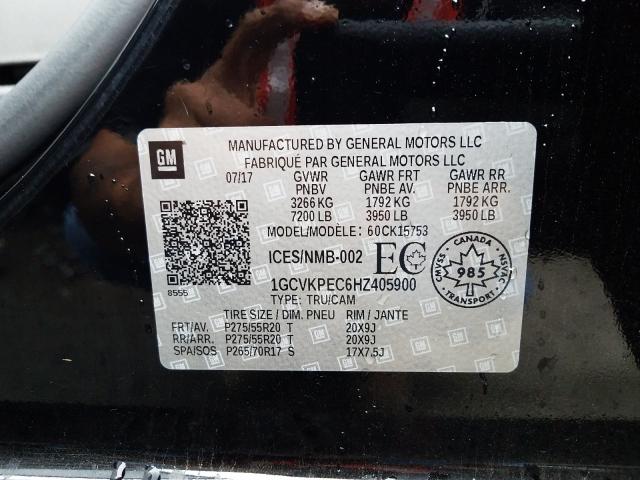 GM
MANUFACTURED BY GENERAL MOTORS LLC
FABRIQUÉ PAR GENERAL MOTORS LLC
07/17 GVWR GAWR FRT GAWR RR
PNBV PNBE AV. PNBE ARR.
3266 KG 1792 KG 1792 KG
7200 LB 3950 LB 3950 LB
MODEL/MODÈLE: 60CK15753
ICES/NMB-002 EC
8555
1GCVKPEC6HZ405900
TYPE: TRU/CAM
CANADA
CMVSS 985 NSVAC
TRANSPORT
TIRE SIZE / DIM. PNEU RIM / JANTE
FRT/AV. P275/55R20 T 20X9J
RR/ARR. P275/55R20 T 20X9J
SPA/SOS P265/70R17 S 17X7.5J